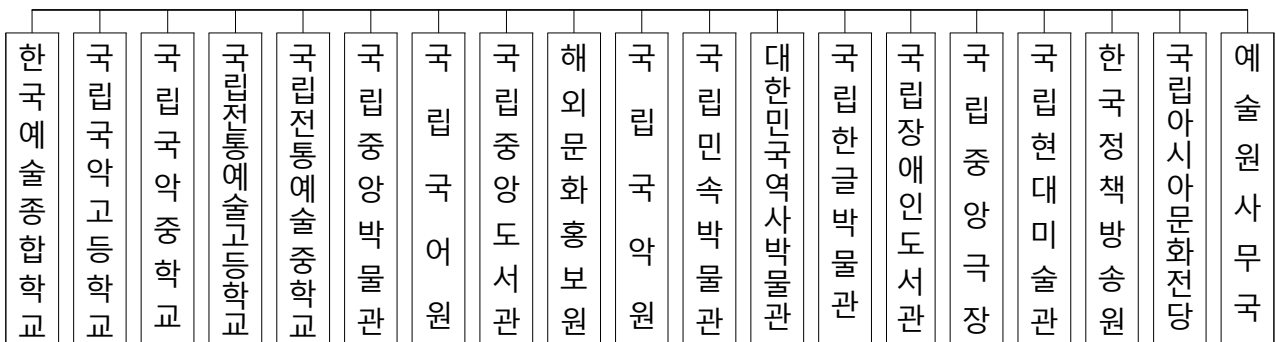 한국예술종합학교
국립국악고등학교
국립국악중학교
국립전통예술고등학교
국립전통예술중학교
국립중앙박물관
국립국어원
국립중앙도서관
해외문화홍보원
국립국악원
국립민속박물관
대한민국역사박물관
국립한글박물관
국립장애인도서관
국립중앙극장
국립현대미술관
한국정책방송원
국립아시아문화전당
예술원사무국